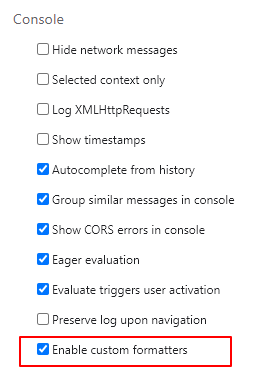 Console
Hide network messages
Selected context only
Log XMLHttpRequests
Show timestamps
Autocomplete from history
Group similar messages in console
Show CORS errors in console
Eager evaluation
Evaluate triggers user activation
Preserve log upon navigation
Enable custom formatters